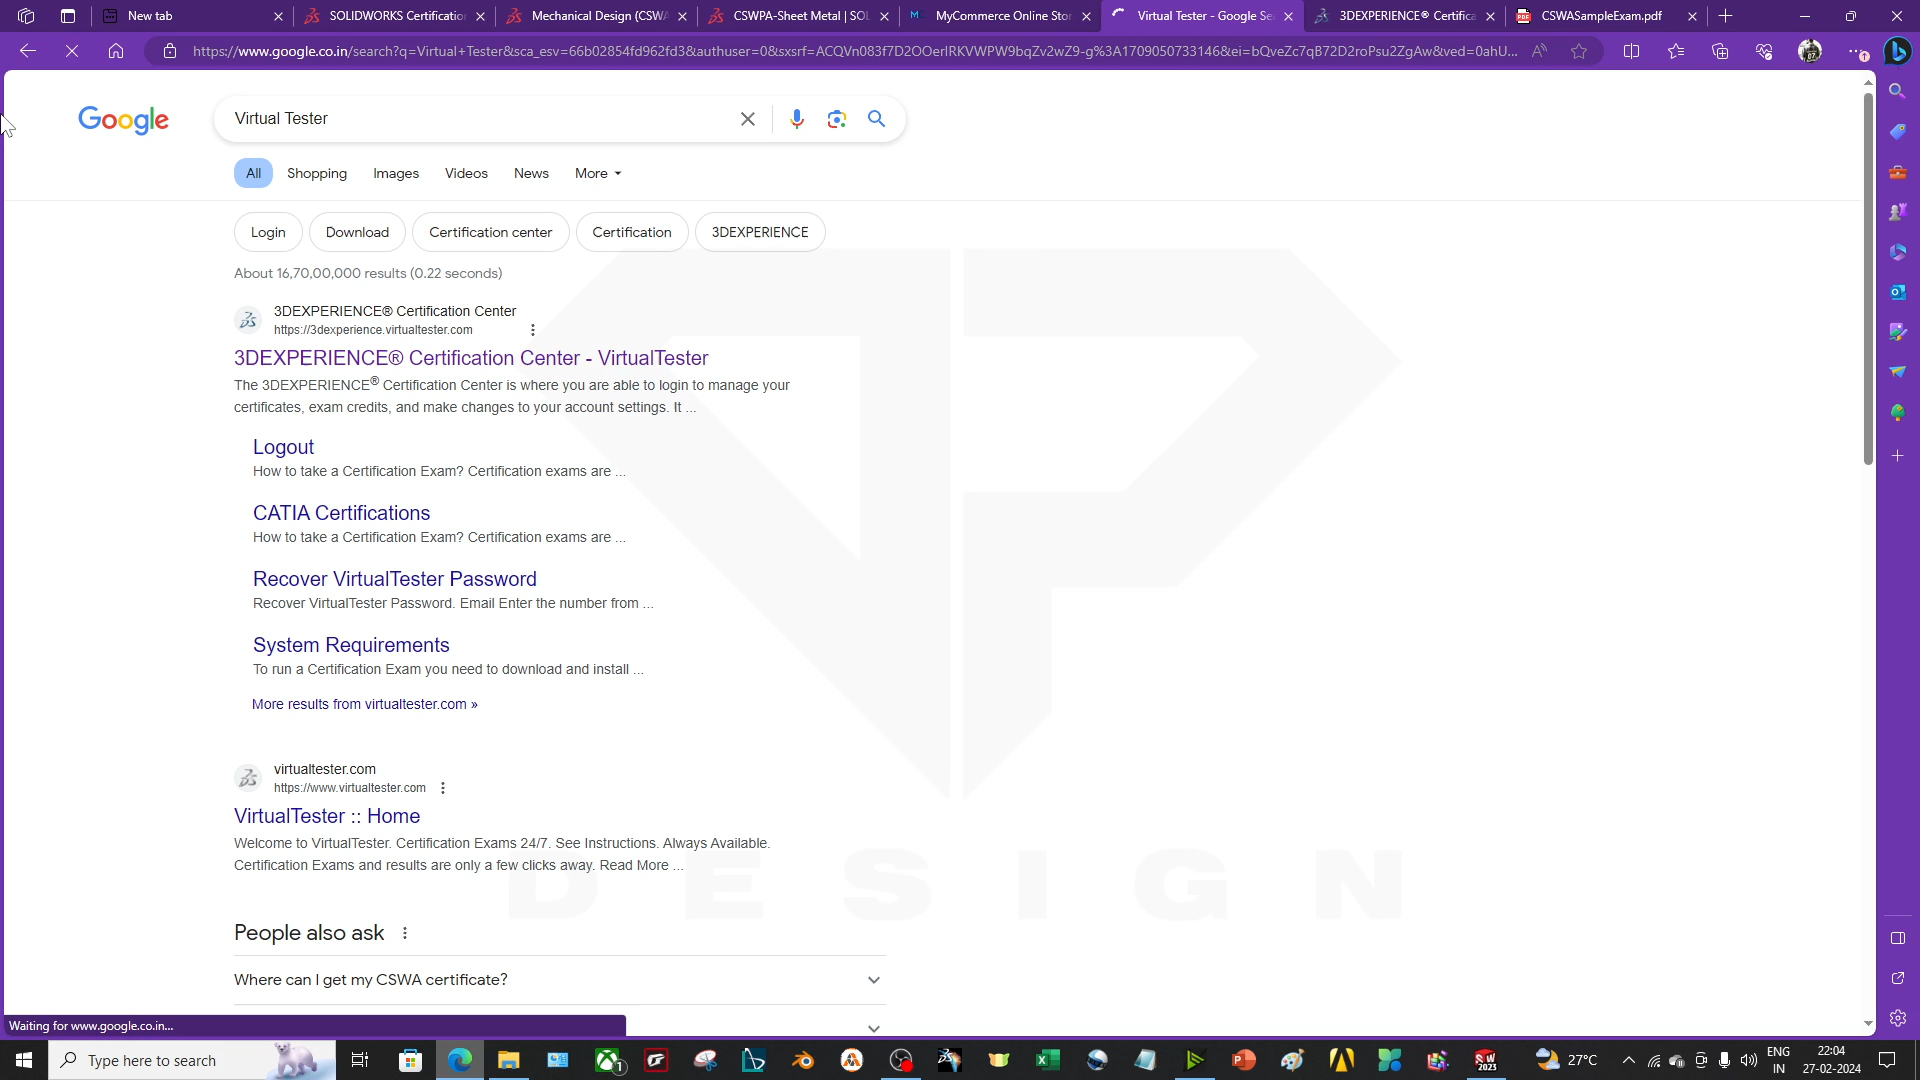 New tab
SOLIDWORKS Certification
Mechanical Design (CSWA
CSWPA-Sheet Metal | SOL
MyCommerce Online Stor
Virtual Tester - Google Se
3DEXPERIENCE® Certifica
CSWASampleExam.pdf
https://www.google.co.in/search?q=Virtual+Tester&sca_esv=66b02854fd962fd3&authuser=0&sxsrf=ACQVn083f7D2OOerIRKVWPW9bqZv2wZ9-g%3A1709050733146&ei=bQveZc7qB72D2roPsu2ZgAw&ved=0ahU...
Google
Virtual Tester
All Shopping Images Videos News More
Login Download Certification center Certification 3DEXPERIENCE
About 16,70,00,000 results (0.22 seconds)
3DEXPERIENCE® Certification Center
https://3dexperience.virtualtester.com
3DEXPERIENCE® Certification Center - VirtualTester
The 3DEXPERIENCE® Certification Center is where you are able to login to manage your
certificates, exam credits, and make changes to your account settings. It ...
Logout
How to take a Certification Exam? Certification exams are ...
CATIA Certifications
How to take a Certification Exam? Certification exams are ...
Recover VirtualTester Password
Recover VirtualTester Password. Email Enter the number from ...
System Requirements
To run a Certification Exam you need to download and install ...
More results from virtualtester.com »
virtualtester.com
https://www.virtualtester.com
VirtualTester :: Home
Welcome to VirtualTester. Certification Exams 24/7. See Instructions. Always Available.
Certification Exams and results are only a few clicks away. Read More ...
DESIGN
People also ask
Where can I get my CSWA certificate?
Waiting for www.google.co.in...
Type here to search
27°C
ENG
IN
22:04
27-02-2024